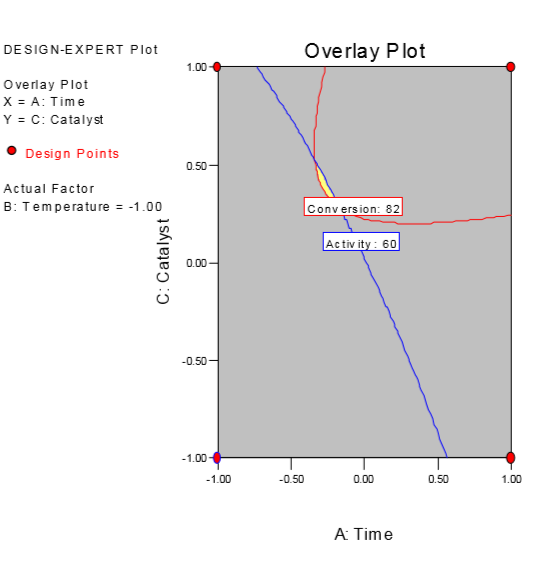 DESIGN-EXPERT Plot
Overlay Plot
X = A: Time
Y = C: Catalyst
Design Points
Actual Factor
B: Temperature = -1.00
Overlay Plot
C: Catalyst
1.00
0.50
0.00
-0.50
-1.00
Conversion: 82
Activity: 60
-1.00 -0.50 0.00 0.50 1.00
A: Time